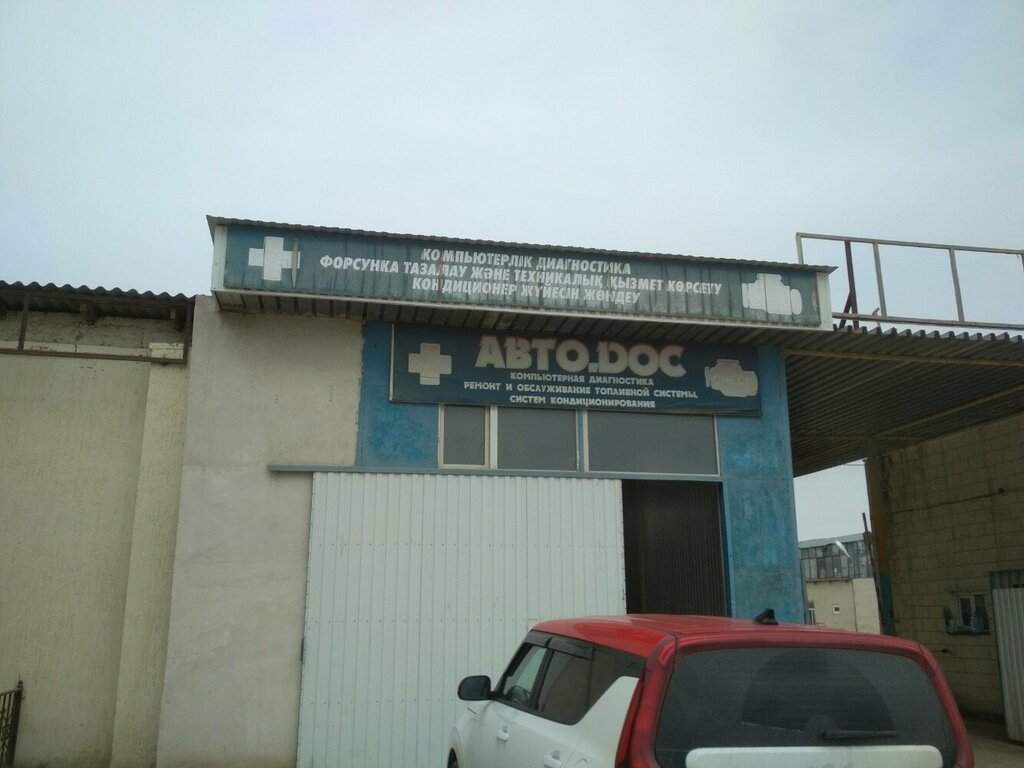 КОМПЬЮТЕРЛІК ДИАГНОСТИКА
ФОРСУНКА ТАЗАЛАУ ЖӘНЕ ТЕХНИКАЛЫҚ ҚЫЗМЕТ КӨРСЕТУ
КОНДИЦИОНЕР ЖҮЙЕСІН ЖӨНДЕУ
АВТО.DOC
КОМПЬЮТЕРНАЯ ДИАГНОСТИКА
РЕМОНТ И ОБСЛУЖИВАНИЕ ТОПЛИВНОЙ СИСТЕМЫ,
СИСТЕМ КОНДИЦИОНИРОВАНИЯ